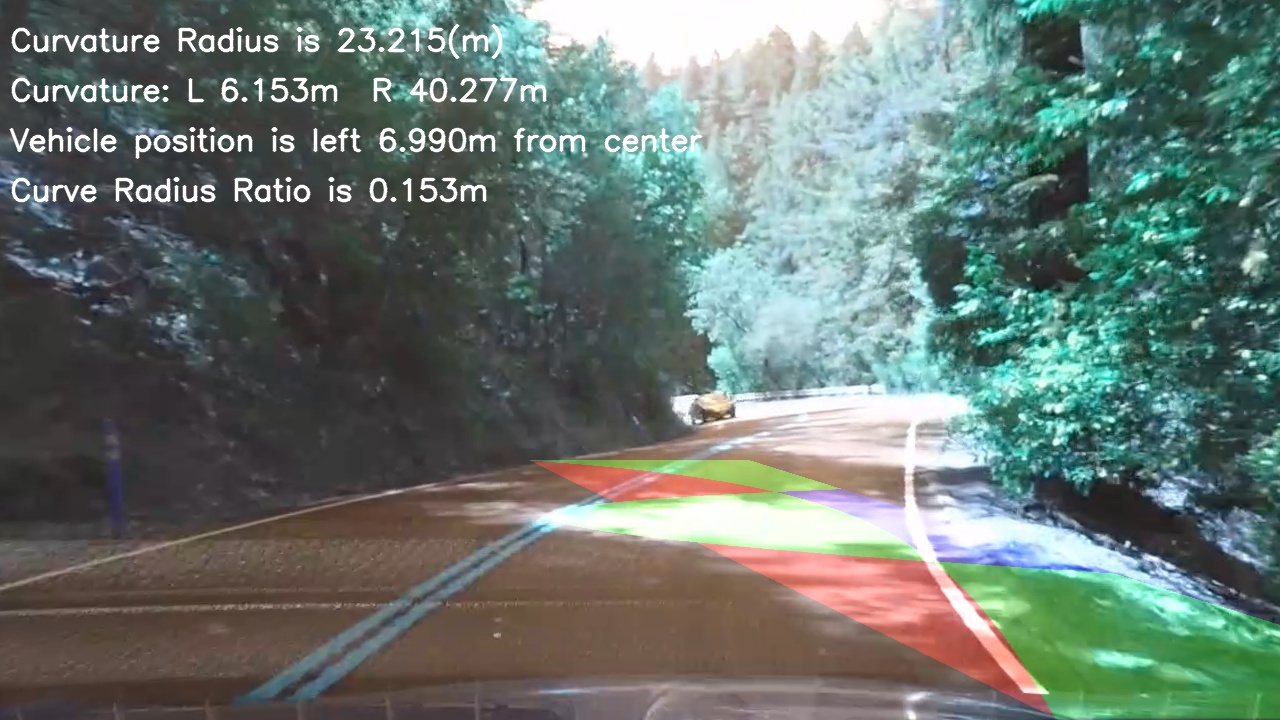 Curvature Radius is 23.215(m)
Curvature: L 6.153m R 40.277m
Vehicle position is left 6.990m from center
Curve Radius Ratio is 0.153m